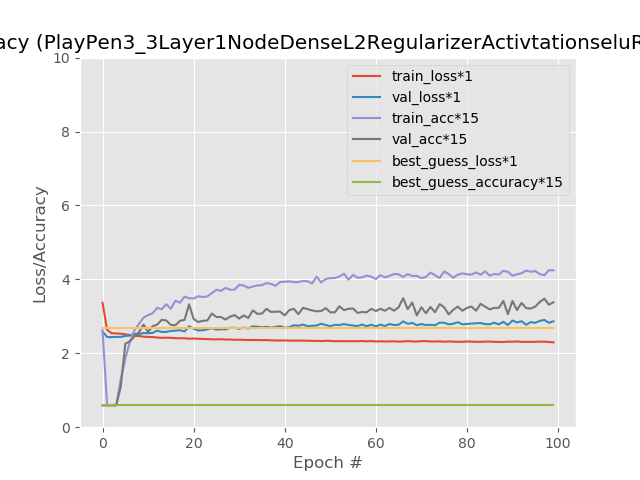 acy (PlayPen3_3Layer1NodeDenseL2RegularizerActivtationseluR
10
8
6
4
2
0
Loss/Accuracy
train_loss*1
val_loss*1
train_acc*15
val_acc*15
best_guess_loss*1
best_guess_accuracy*15
0 20 40 60 80 100
Epoch #